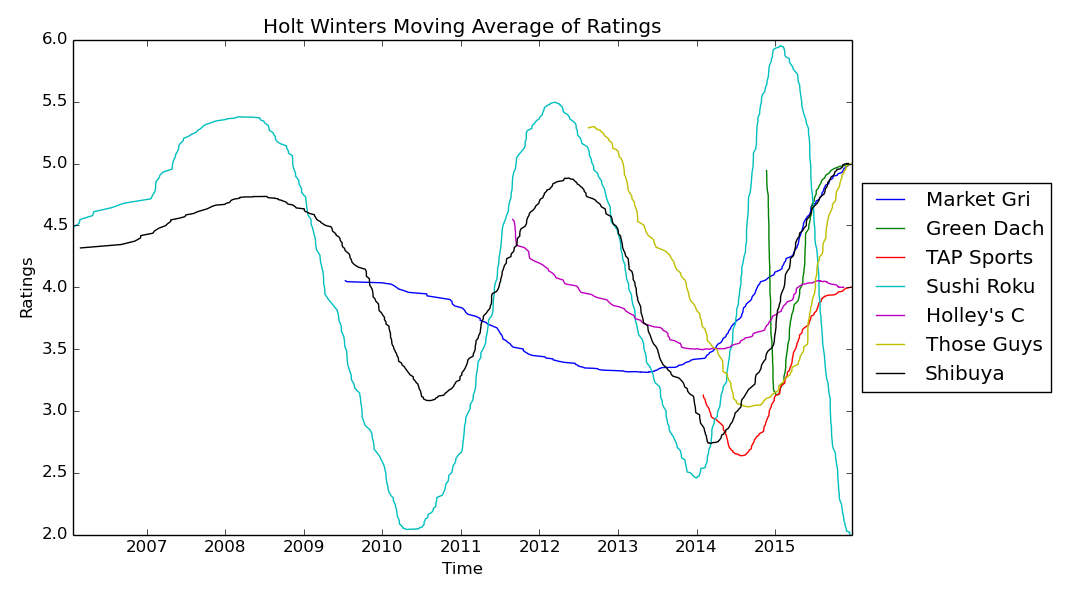 Holt Winters Moving Average of Ratings
6.0
5.5
5.0
4.5
4.0
3.5
3.0
2.5
2.0
Ratings
2007 2008 2009 2010 2011 2012 2013 2014 2015
Time
Market Gri
Green Dach
TAP Sports
Sushi Roku
Holley's C
Those Guys
Shibuya